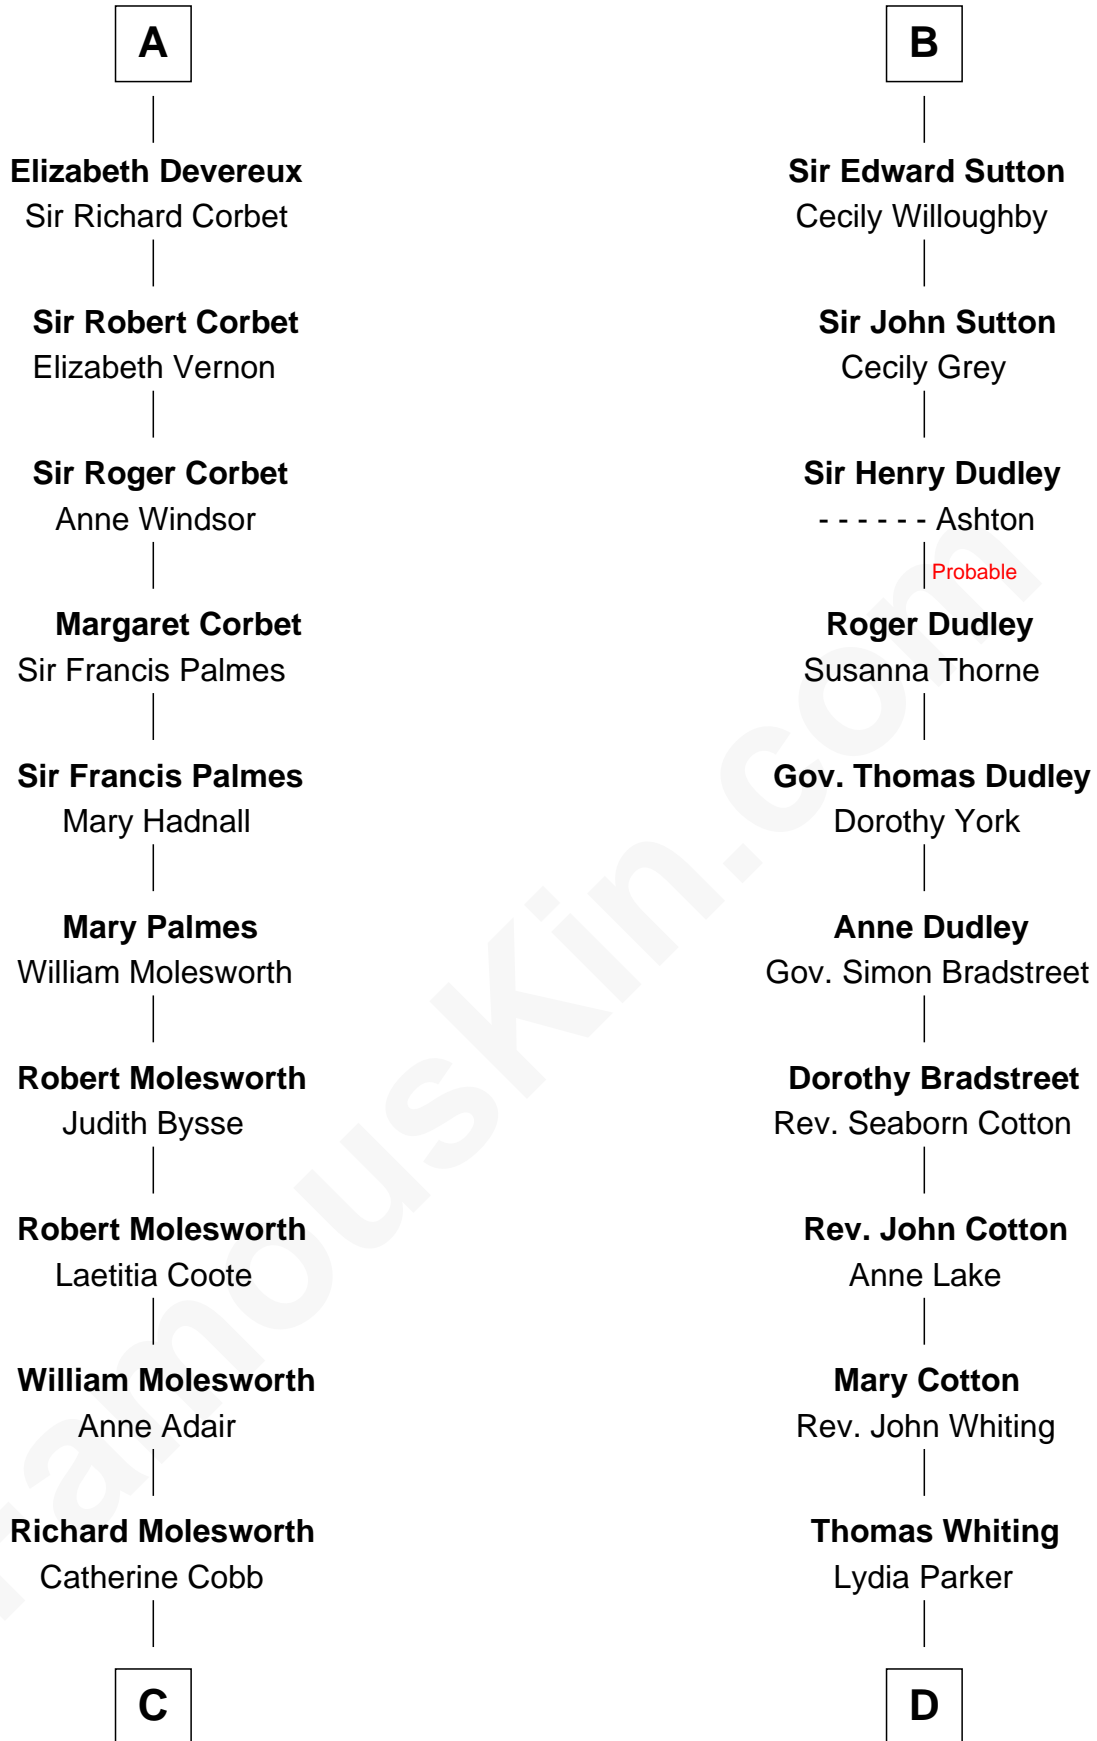 A
Elizabeth Devereux
Sir Richard Corbet
Sir Robert Corbet
Elizabeth Vernon
Sir Roger Corbet
Anne Windsor
Margaret Corbet
Sir Francis Palmes
Sir Francis Palmes
Mary Hadnall
Mary Palmes
William Molesworth
Robert Molesworth
Judith Bysse
Robert Molesworth
Laetitia Coote
William Molesworth
Anne Adair
Richard Molesworth
Catherine Cobb
C
B
Sir Edward Sutton
Cecily Willoughby
Sir John Sutton
Cecily Grey
Sir Henry Dudley
- - - - - - Ashton
Probable
Roger Dudley
Susanna Thorne
Gov. Thomas Dudley
Dorothy York
Anne Dudley
Gov. Simon Bradstreet
Dorothy Bradstreet
Rev. Seaborn Cotton
Rev. John Cotton
Anne Lake
Mary Cotton
Rev. John Whiting
Thomas Whiting
Lydia Parker
D
FamousKin.com